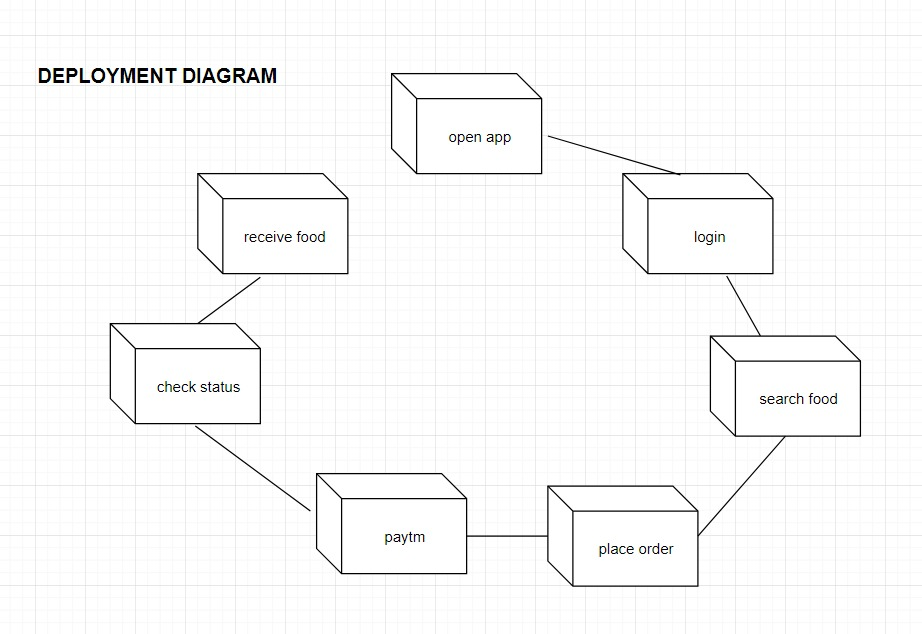 DEPLOYMENT DIAGRAM
open app
receive food
login
check status
search food
paytm
place order